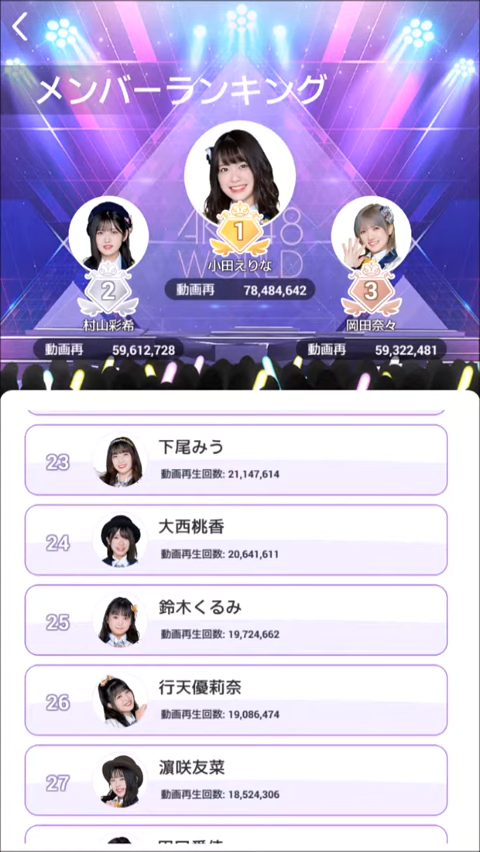 メンバーランキング
AKB48
WORLD
1
小田えりな
動画再 78,484,642
2
村山彩希
動画再 59,612,728
3
岡田奈々
動画再 59,322,481
23
下尾みう
動画再生回数: 21,147,614
24
大西桃香
動画再生回数: 20,641,611
25
鈴木くるみ
動画再生回数: 19,724,662
26
行天優莉奈
動画再生回数: 19,086,474
27
濵咲友菜
動画再生回数: 18,524,306